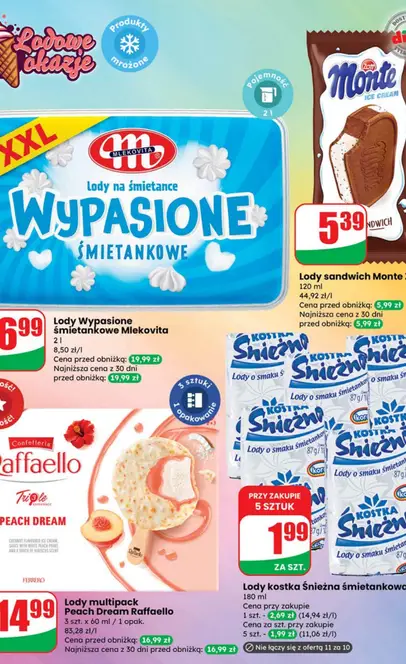 Lodowe
okazje
Produkty
mrożone
Pojemność
2 l
XXL
MLEKOVITA
Lody na śmietance
WYPASIONE
ŚMIETANKOWE
Monte
ICE CREAM
5 39
Lody sandwich Monte
120 ml
44,92 zł/l
Cena przed obniżką: 5,99 zł
Najniższa cena z 30 dni
przed obniżką: 5,99 zł
6 99
Lody Wypasione
śmietankowe Mlekovita
2 l
8,50 zł/l
Cena przed obniżką: 19,99 zł
Najniższa cena z 30 dni
przed obniżką: 19,99 zł
3 sztuki
1 opakowanie
KOSTKA
Śnieżna
Lody o smaku
87g/1
PRZY ZAKUPIE
5 SZTUK
1 99
ZA SZT.
Lody kostka Śnieżna śmietankowa
180 ml
Cena przy zakupie
1 szt. - 2,69 zł (14,94 zł/l)
Cena za szt. przy zakupie
5 szt. - 1,99 zł (11,06 zł/l)
Nie łączy się z ofertą 11 za 10
Confetteria
affaello
Triple
PEACH DREAM
FERRERO
14 99
Lody multipack
Peach Dream Raffaello
3 szt. x 60 ml / 1 opak.
83,28 zł/l
Cena przed obniżką: 16,99 zł
Najniższa cena z 30 dni przed obniżką: 16,99 zł